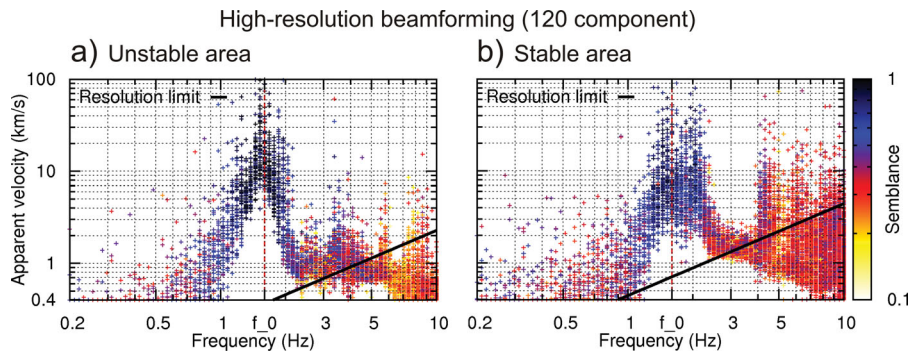 High-resolution beamforming (120 component)
a) Unstable area
b) Stable area
Apparent velocity (km/s)
100
10
1
0.4
Resolution limit
0.2 0.5 1 f_0 3 5 10
Frequency (Hz)
Resolution limit
0.2 0.5 1 f_0 3 5 10
Frequency (Hz)
1
Semblance
0.1